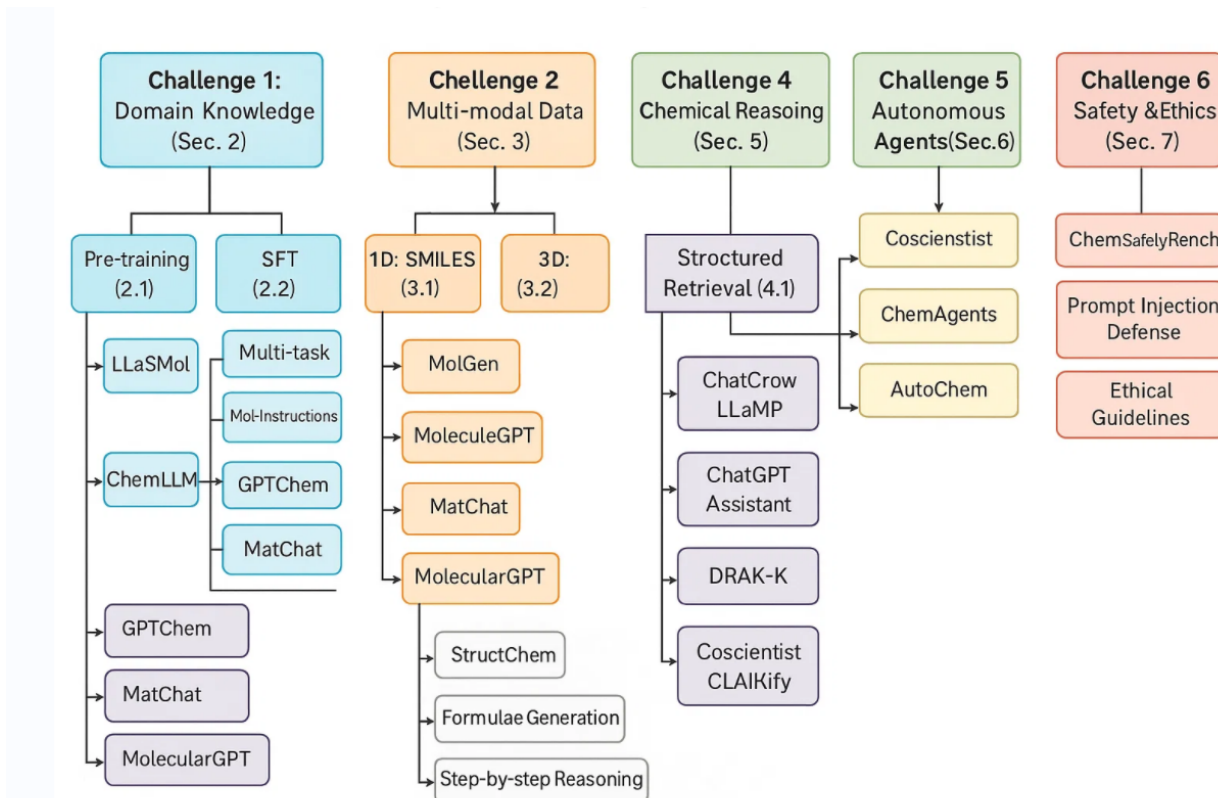 Challenge 1:
Domain Knowledge
(Sec. 2)
Chellenge 2
Multi-modal Data
(Sec. 3)
Challenge 4
Chemical Reasoing
(Sec. 5)
Challenge 5
Autonomous
Agents(Sec.6)
Challenge 6
Safety &Ethics
(Sec. 7)
Pre-training
(2.1)
SFT
(2.2)
LLaSMol
ChemLLM
Multi-task
Mol-Instructions
GPTChem
MatChat
GPTChem
MatChat
MolecularGPT
1D: SMILES
(3.1)
3D:
(3.2)
MolGen
MoleculeGPT
MatChat
MolecularGPT
StructChem
Formulae Generation
Step-by-step Reasoning
Stroctured
Retrieval (4.1)
ChatCrow
LLaMP
ChatGPT
Assistant
DRAK-K
Coscientist
CLAIKify
Coscienstist
ChemAgents
AutoChem
ChemSafelyRench
Prompt Injection
Defense
Ethical
Guidelines